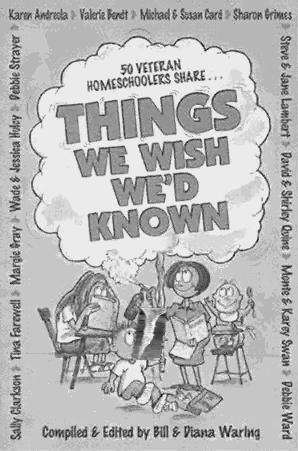 Karen Andreola Valerie Bendt Michael & Susan Card Sharon Grimes
Steve & Jane Lambert David & Shirley Quine Monte & Karey Swan Debbie Ward
Sally Clarkson Tina Farewell Margie Gray Wade & Jessica Hulcy Debbie Strayer
50 VETERAN
HOMESCHOOLERS SHARE...
THINGS
WE WISH
WE'D
KNOWN
Compiled & Edited by Bill & Diana Waring